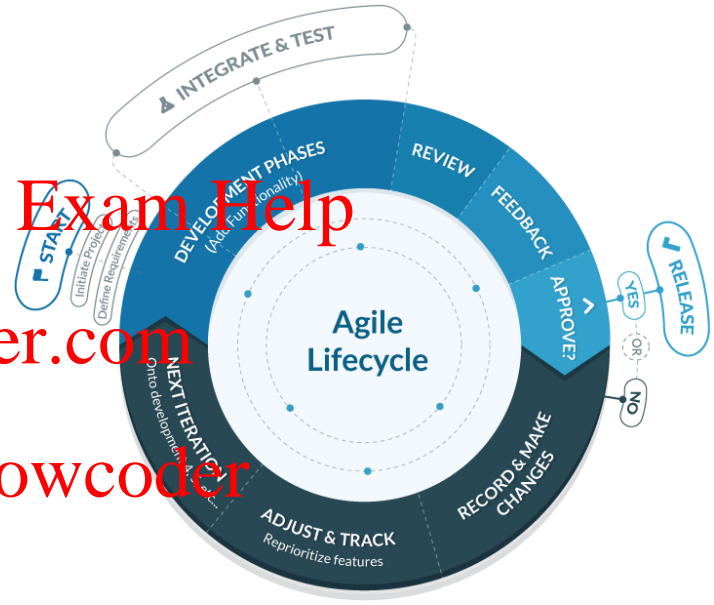 INTEGRATE & TEST
START
Initiate Project
Define Requirements
DEVELOPMENT PHASES
(Add Functionality)
REVIEW
FEEDBACK
APPROVE?
YES
OR
NO
RELEASE
Agile
Lifecycle
RECORD & MAKE
CHANGES
ADJUST & TRACK
Reprioritize features
NEXT ITERATION
Onto development
Exam Help
er.com
owcoder